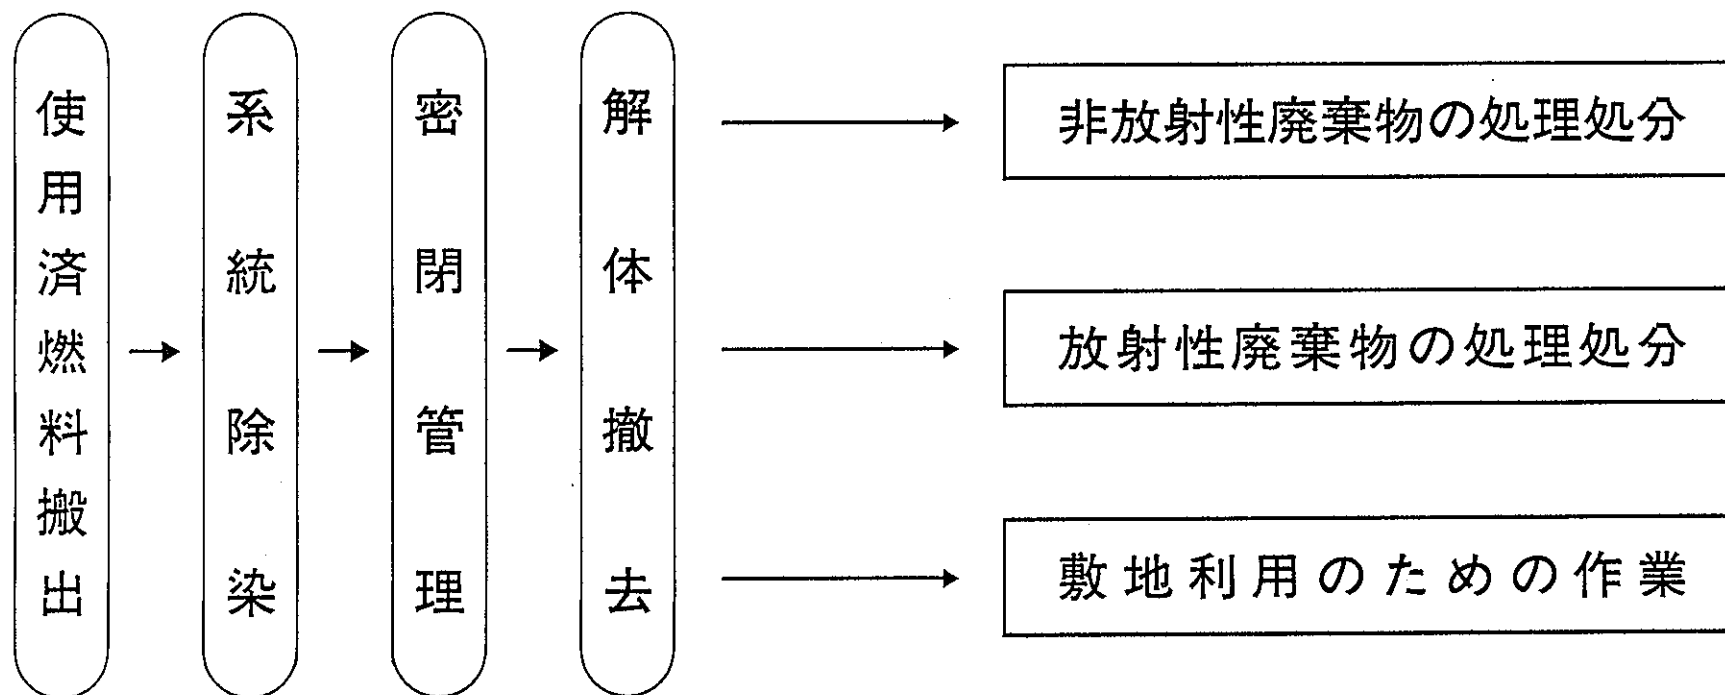 使用済燃料搬出
系統除染
密閉管理
解体撤去
非放射性廃棄物の処理処分
放射性廃棄物の処理処分
敷地利用のための作業